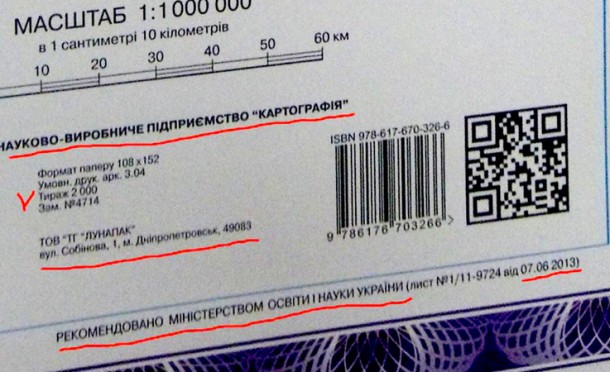 МАСШТАБ 1:1 000 000
в 1 сантиметрі 10 кілометрів
10 20 30 40 50 60 км
НАУКОВО-ВИРОБНИЧЕ ПІДПРИЄМСТВО "КАРТОГРАФІЯ"
Формат паперу 108 x 152
Умовн. друк. арк. 3.04
Тираж 2 000
Зам. №4714
ТОВ "ТГ "ЛУНАПАК"
вул. Собінова, 1, м. Дніпропетровськ, 49083
ISBN 978-617-670-326-6
9 786176 703266 >
РЕКОМЕНДОВАНО МІНІСТЕРСТВОМ ОСВІТИ І НАУКИ УКРАЇНИ (лист №1/11-9724 від 07.06 2013)